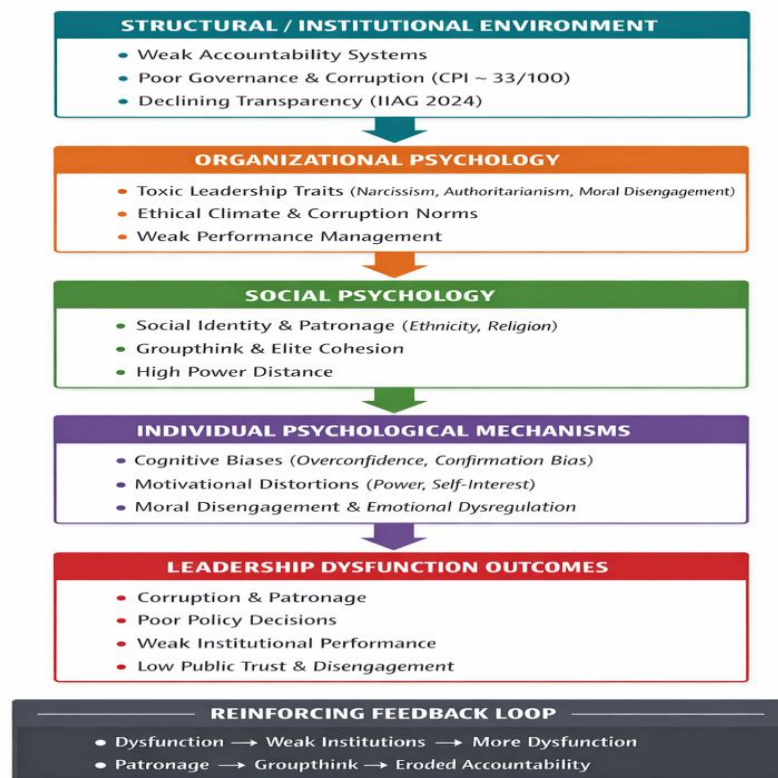 STRUCTURAL / INSTITUTIONAL ENVIRONMENT
• Weak Accountability Systems
• Poor Governance & Corruption (CPI ~ 33/100)
• Declining Transparency (IIAG 2024)
ORGANIZATIONAL PSYCHOLOGY
• Toxic Leadership Traits (Narcissism, Authoritarianism, Moral Disengagement)
• Ethical Climate & Corruption Norms
• Weak Performance Management
SOCIAL PSYCHOLOGY
• Social Identity & Patronage (Ethnicity, Religion)
• Groupthink & Elite Cohesion
• High Power Distance
INDIVIDUAL PSYCHOLOGICAL MECHANISMS
• Cognitive Biases (Overconfidence, Confirmation Bias)
• Motivational Distortions (Power, Self-Interest)
• Moral Disengagement & Emotional Dysregulation
LEADERSHIP DYSFUNCTION OUTCOMES
• Corruption & Patronage
• Poor Policy Decisions
• Weak Institutional Performance
• Low Public Trust & Disengagement
REINFORCING FEEDBACK LOOP
• Dysfunction → Weak Institutions → More Dysfunction
• Patronage → Groupthink → Eroded Accountability